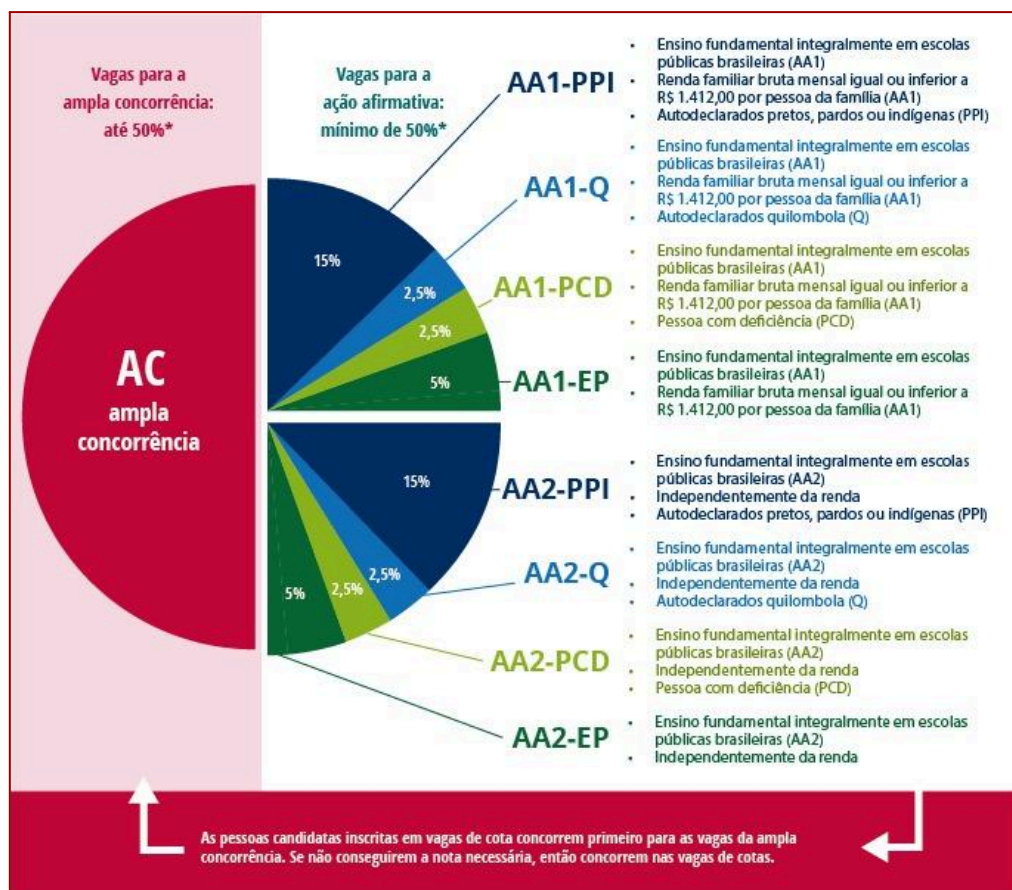 Vagas para a
ampla concorrência:
até 50%*
Vagas para a
ação afirmativa:
mínimo de 50%*
AC
ampla
concorrência
15%
2,5%
2,5%
5%
15%
2,5%
2,5%
5%
AA1-PPI
• Ensino fundamental integralmente em escolas
públicas brasileiras (AA1)
• Renda familiar bruta mensal igual ou inferior a
R$ 1.412,00 por pessoa da família (AA1)
• Autodeclarados pretos, pardos ou indígenas (PPI)
AA1-Q
• Ensino fundamental integralmente em escolas
públicas brasileiras (AA1)
• Renda familiar bruta mensal igual ou inferior a
R$ 1.412,00 por pessoa da família (AA1)
• Autodeclarados quilombola (Q)
AA1-PCD
• Ensino fundamental integralmente em escolas
públicas brasileiras (AA1)
• Renda familiar bruta mensal igual ou inferior a
R$ 1.412,00 por pessoa da família (AA1)
• Pessoa com deficiência (PCD)
AA1-EP
• Ensino fundamental integralmente em escolas
públicas brasileiras (AA1)
• Renda familiar bruta mensal igual ou inferior a
R$ 1.412,00 por pessoa da família (AA1)
AA2-PPI
• Ensino fundamental integralmente em escolas
públicas brasileiras (AA2)
• Independentemente da renda
• Autodeclarados pretos, pardos ou indígenas (PPI)
AA2-Q
• Ensino fundamental integralmente em escolas
públicas brasileiras (AA2)
• Independentemente da renda
• Autodeclarados quilombola (Q)
AA2-PCD
• Ensino fundamental integralmente em escolas
públicas brasileiras (AA2)
• Independentemente da renda
• Pessoa com deficiência (PCD)
AA2-EP
• Ensino fundamental integralmente em escolas
públicas brasileiras (AA2)
• Independentemente da renda
As pessoas candidatas inscritas em vagas de cota concorrem primeiro para as vagas da ampla
concorrência. Se não conseguirem a nota necessária, então concorrem nas vagas de cotas.